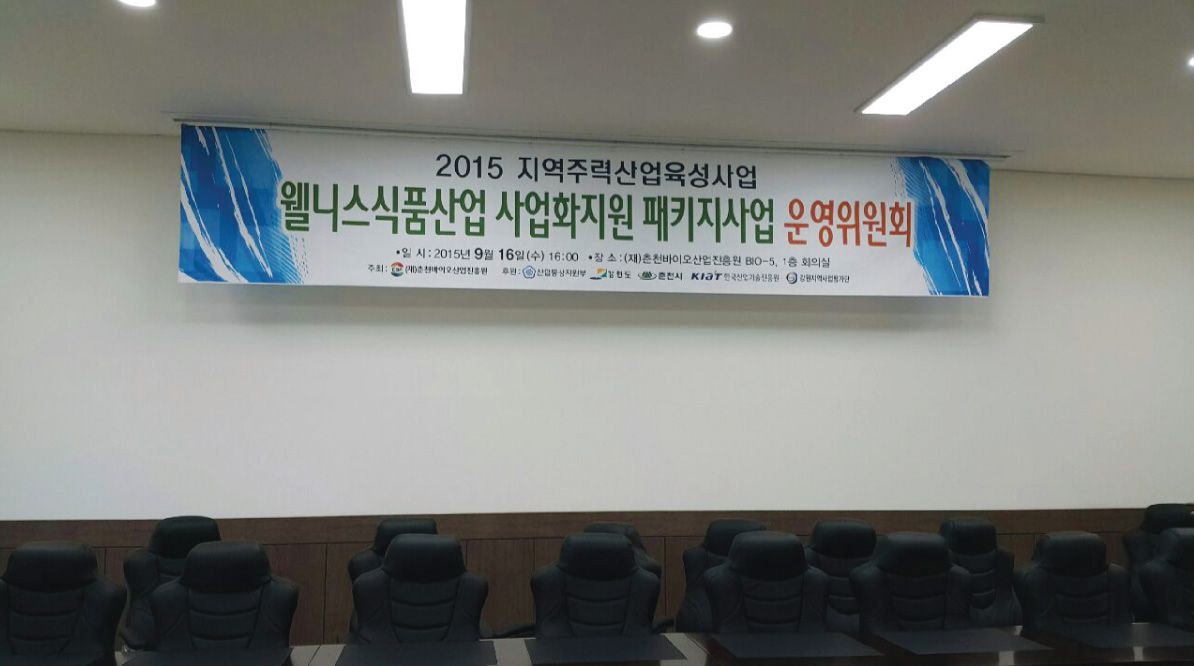 2015 지역주력산업육성사업
웰니스식품산업 사업화지원 패키지사업 운영위원회
•일 시 : 2015년 9월 16일(수) 16:00 •장 소 : (재)춘천바이오산업진흥원 BIO-5, 1층 회의실
주최 : (재)춘천바이오산업진흥원 후원 : 산업통상자원부 강원도 춘천시 KIAT 한국산업기술진흥원 강원지역사업평가단